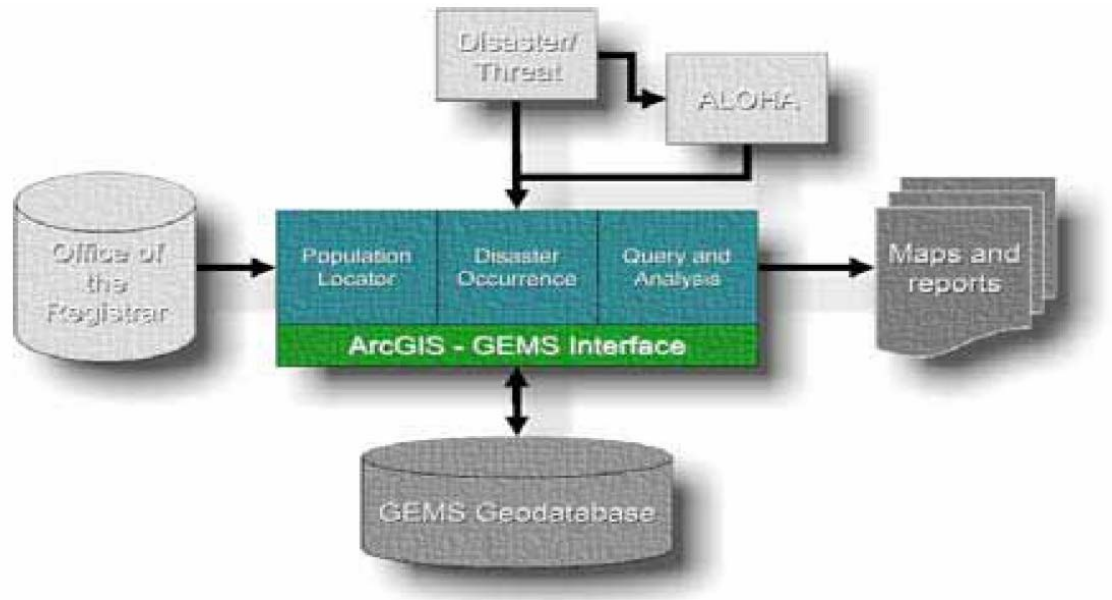 Disaster/
Threat
ALOHA
Office of
the
Registrar
Population
Locator
Disaster
Occurrence
Query and
Analysis
Maps and
reports
ArcGIS - GEMS Interface
GEMS Geodatabase